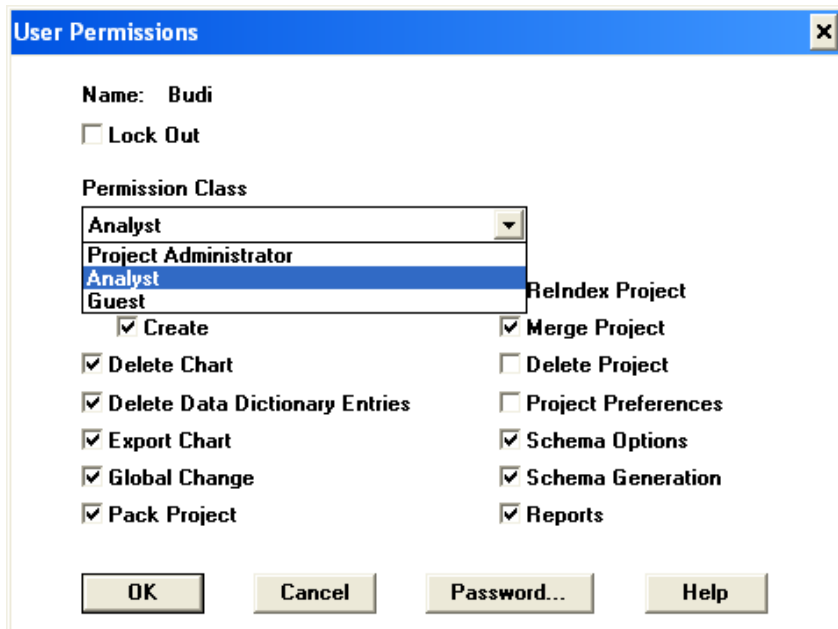 User Permissions
Name: Budi
Lock Out
Permission Class
Analyst
Project Administrator
Analyst
Guest
ReIndex Project
Create
Merge Project
Delete Chart
Delete Project
Delete Data Dictionary Entries
Project Preferences
Export Chart
Schema Options
Global Change
Schema Generation
Pack Project
Reports
OK
Cancel
Password...
Help